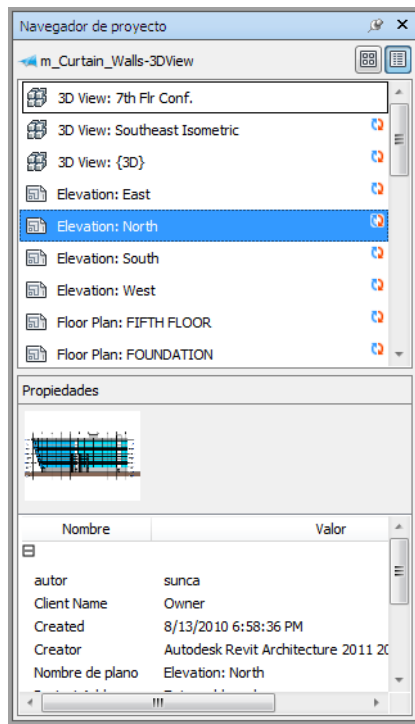 Navegador de proyecto
m_Curtain_Walls-3DView
3D View: 7th Flr Conf.
3D View: Southeast Isometric
3D View: {3D}
Elevation: East
Elevation: North
Elevation: South
Elevation: West
Floor Plan: FIFTH FLOOR
Floor Plan: FOUNDATION
Propiedades
Nombre Valor
autor sunca
Client Name Owner
Created 8/13/2010 6:58:36 PM
Creator Autodesk Revit Architecture 2011 20
Nombre de plano Elevation: North